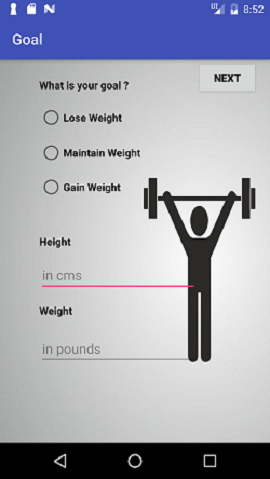 8:52
Goal
NEXT
What is your goal ?
Lose Weight
Maintain Weight
Gain Weight
Height
in cms
Weight
in pounds